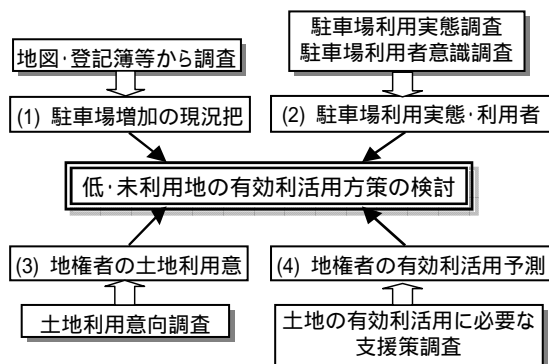 地図･登記簿等から調査
駐車場利用実態調査
駐車場利用者意識調査
(1) 駐車場増加の現況把
(2) 駐車場利用実態･利用者
低･未利用地の有効利活用方策の検討
(3) 地権者の土地利用意
(4) 地権者の有効利活用予測
土地利用意向調査
土地の有効利活用に必要な
支援策調査